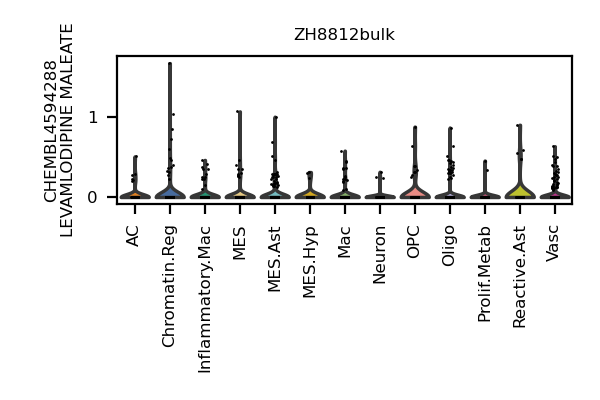 ZH8812bulk
CHEMBL4594288
LEVAMLODIPINE MALEATE
1
0
AC
Chromatin.Reg
Inflammatory.Mac
MES
MES.Ast
MES.Hyp
Mac
Neuron
OPC
Oligo
Prolif.Metab
Reactive.Ast
Vasc